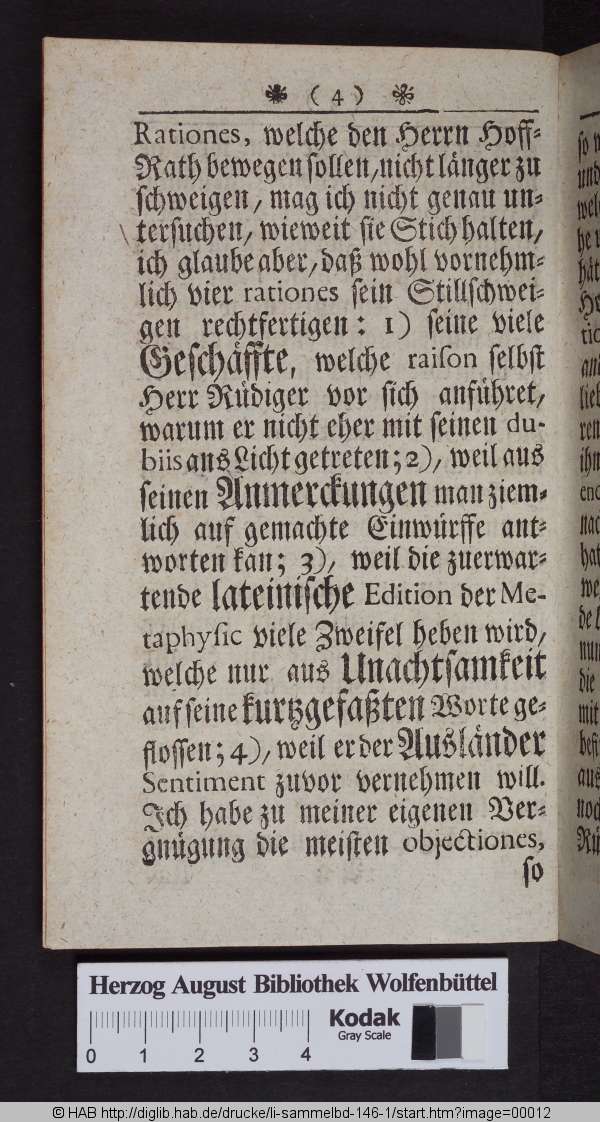 ❋ ( 4 ) ❋
Rationes, welche den Herrn Hoff-
Rath bewegen sollen, nicht länger zu
schweigen, mag ich nicht genau un-
tersuchen, wieweit sie Stich halten,
ich glaube aber, daß wohl vornehm-
lich vier rationes sein Stillschwei-
gen rechtfertigen: 1) seine viele
Geschäffte, welche raison selbst
Herr Rüdiger vor sich anführet,
warum er nicht eher mit seinen du-
biis ans Licht getreten; 2), weil aus
seinen Anmerckungen man ziem-
lich auf gemachte Einwürffe ant-
worten kan; 3), weil die zuerwar-
tende lateinische Edition der Me-
taphysic viele Zweifel heben wird,
welche nur aus Unachtsamkeit
auf seine kurtzgefaßten Worte ge-
flossen; 4), weil er der Ausländer
Sentiment zuvor vernehmen will.
Ich habe zu meiner eigenen Ver-
gnügung die meisten objectiones,
so
Herzog August Bibliothek Wolfenbüttel
0 1 2 3 4
Kodak
Gray Scale
© HAB http://diglib.hab.de/drucke/li-sammelbd-146-1/start.htm?image=00012